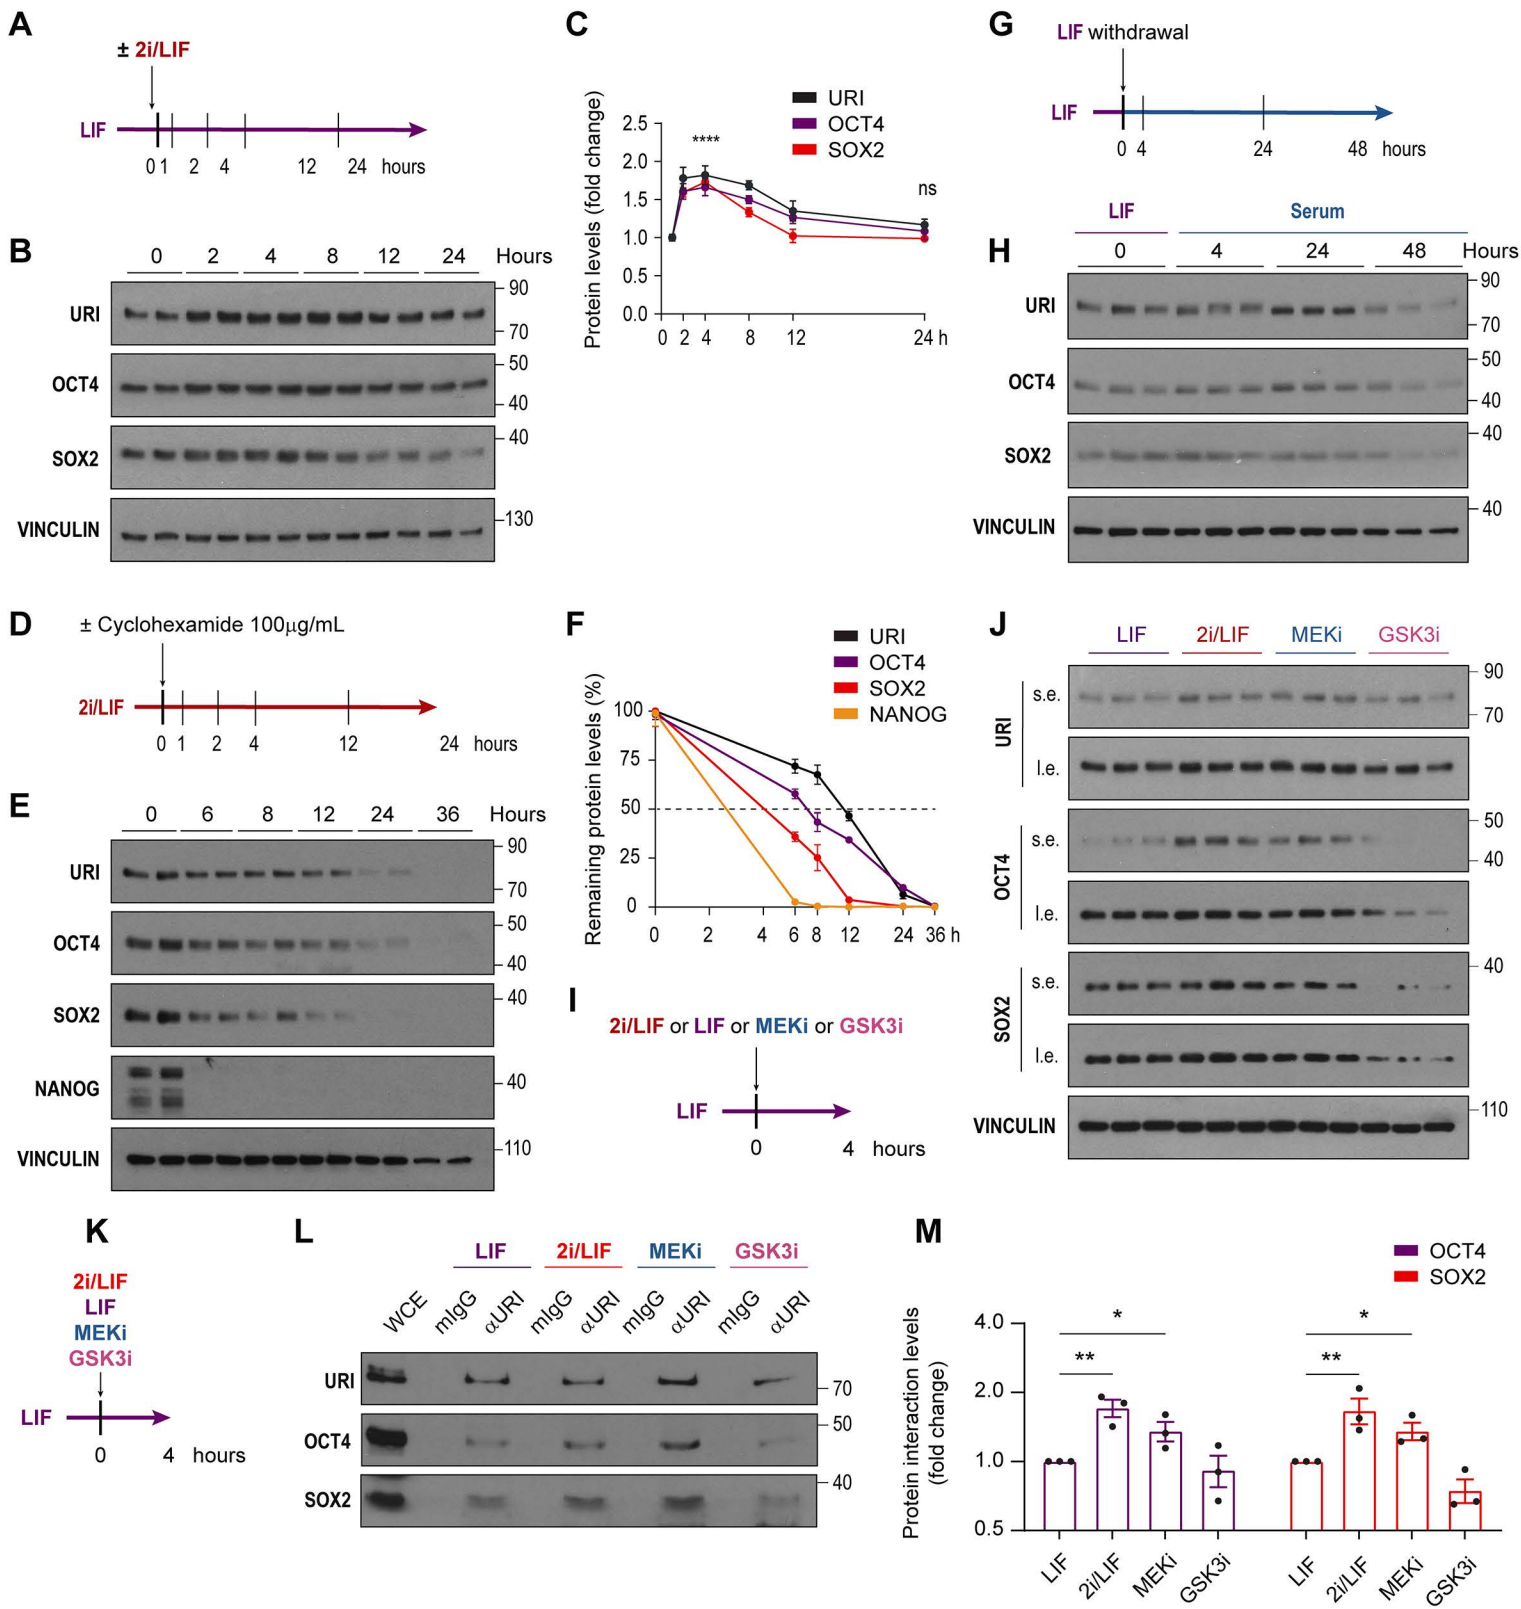 A
± 2i/LIF
LIF
0 1 2 4 12 24 hours
B
0 2 4 8 12 24 Hours
URI
90
70
OCT4
50
40
SOX2
40
VINCULIN
130
C
Protein levels (fold change)
URI
OCT4
SOX2
2.5
2.0
1.5
1.0
0.5
0.0
****
ns
0 2 4 8 12 24 h
G
LIF withdrawal
LIF
0 4 24 48 hours
H
LIF Serum
0 4 24 48 Hours
URI
90
70
OCT4
50
40
SOX2
40
VINCULIN
40
D
± Cyclohexamide 100µg/mL
2i/LIF
0 1 2 4 12 24 hours
E
0 6 8 12 24 36 Hours
URI
90
70
OCT4
50
40
SOX2
40
NANOG
40
VINCULIN
110
F
Remaining protein levels (%)
URI
OCT4
SOX2
NANOG
100
75
50
25
0
0 2 4 6 8 12 24 36 h
I
2i/LIF or LIF or MEKi or GSK3i
LIF
0 4 hours
J
LIF 2i/LIF MEKi GSK3i
URI
s.e.
90
70
l.e.
OCT4
s.e.
50
40
l.e.
SOX2
s.e.
40
l.e.
VINCULIN
110
K
2i/LIF
LIF
MEKi
GSK3i
LIF
0 4 hours
L
LIF 2i/LIF MEKi GSK3i
WCE mIgG αURI mIgG αURI mIgG αURI mIgG αURI
URI
70
OCT4
50
SOX2
40
M
OCT4
SOX2
Protein interaction levels
(fold change)
4.0
2.0
1.0
0.5
*
**
*
**
LIF 2i/LIF MEKi GSK3i LIF 2i/LIF MEKi GSK3i